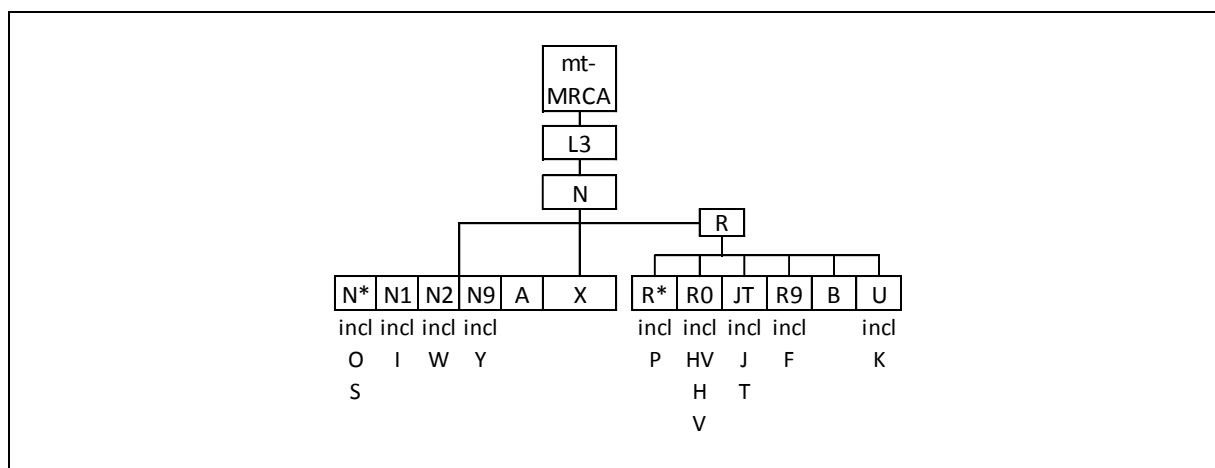 mt-
MRCA
L3
N
R
N* N1 N2 N9 A X R* R0 JT R9 B U
incl incl incl incl incl incl incl incl incl
O I W Y P HV J F K
S H T
V